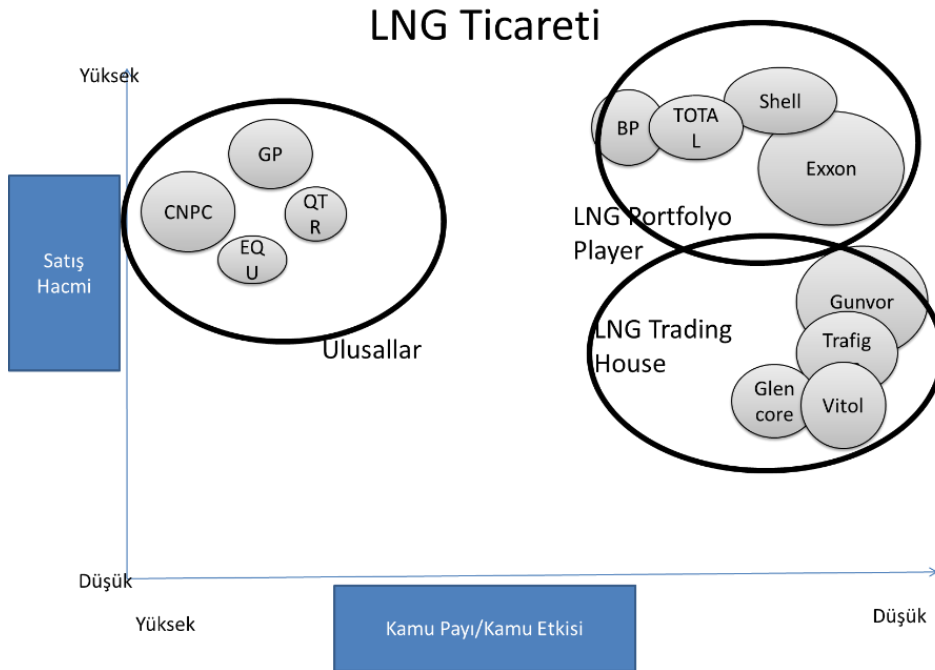 LNG Ticareti
Yüksek
BP
TOTA
L
Shell
Exxon
GP
CNPC
QT
R
EQ
U
LNG Portfolyo
Player
Satış
Hacmi
Ulusallar
LNG Trading
House
Gunvor
Trafig
Glen
core
Vitol
Düşük
Yüksek
Kamu Payı/Kamu Etkisi
Düşük